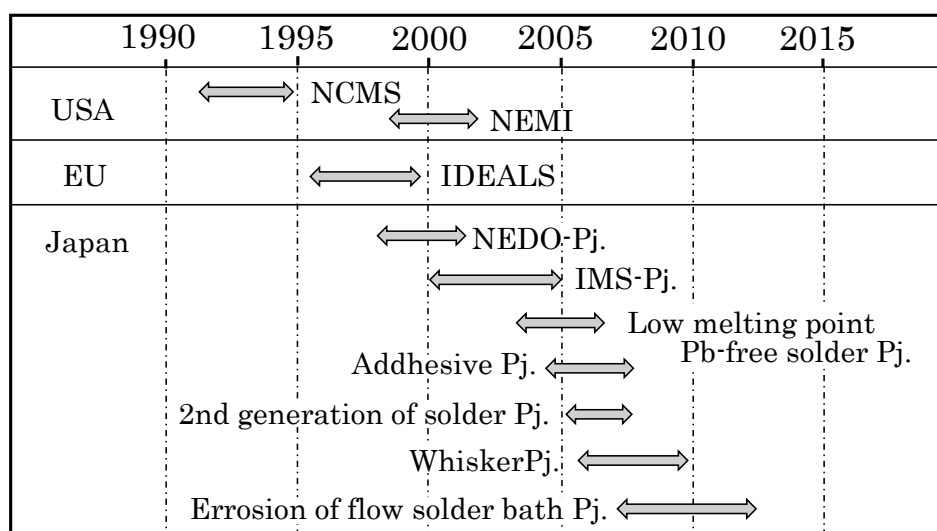 1990 1995 2000 2005 2010 2015
USA
NCMS
NEMI
EU
IDEALS
Japan
NEDO-Pj.
IMS-Pj.
Low melting point
Pb-free solder Pj.
Addhesive Pj.
2nd generation of solder Pj.
WhiskerPj.
Errosion of flow solder bath Pj.